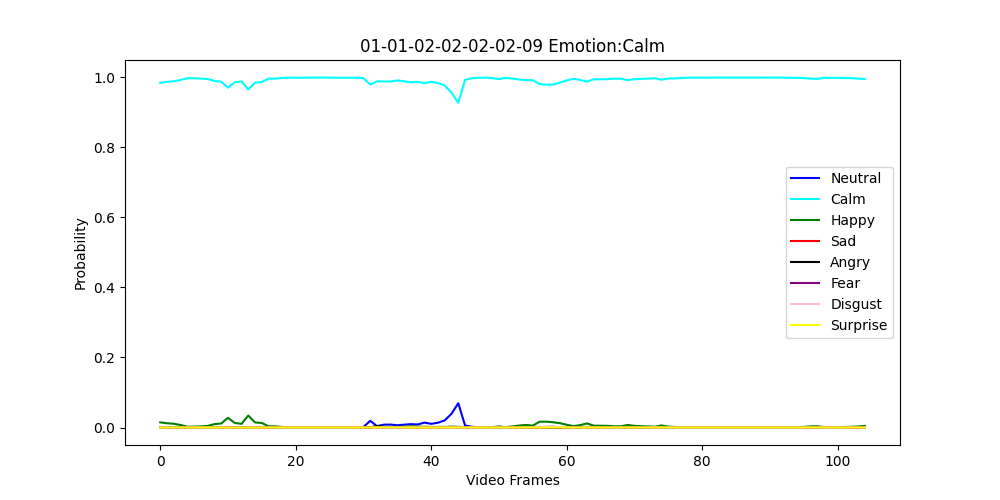 01-01-02-02-02-02-09 Emotion:Calm
1.0
0.8
0.6
0.4
0.2
0.0
Probability
0 20 40 60 80 100
Video Frames
Neutral
Calm
Happy
Sad
Angry
Fear
Disgust
Surprise